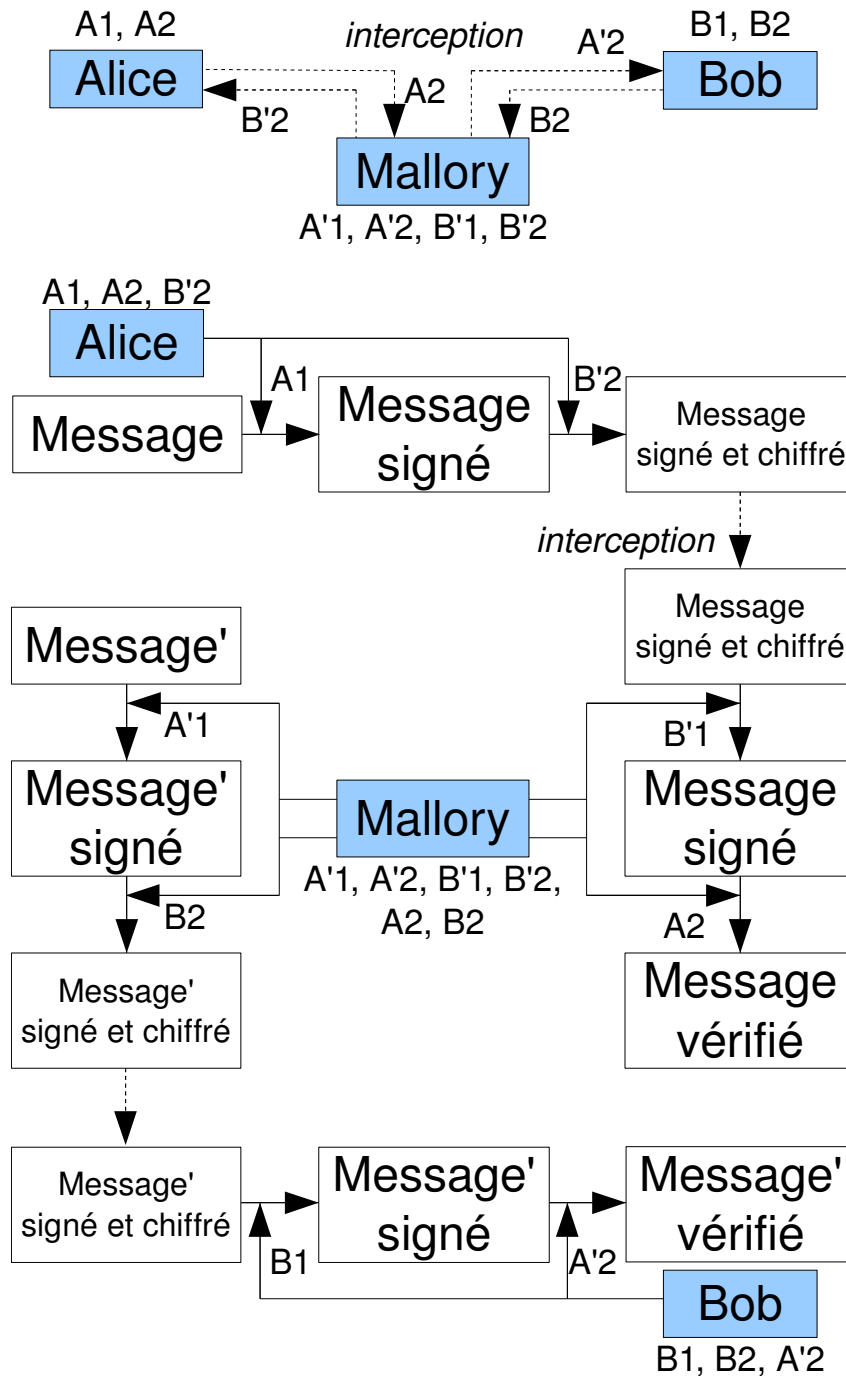 A1, A2
interception
B1, B2
Alice
A'2
Bob
A2
B'2
B2
Mallory
A'1, A'2, B'1, B'2
A1, A2, B'2
Alice
A1
B'2
Message
Message
signé
Message
signé et chiffré
interception
Message
signé et chiffré
Message'
A'1
B'1
Message'
signé
Mallory
Message
signé
A'1, A'2, B'1, B'2,
A2, B2
B2
A2
Message'
signé et chiffré
Message
vérifié
Message'
signé et chiffré
Message'
signé
Message'
vérifié
B1
A'2
Bob
B1, B2, A'2